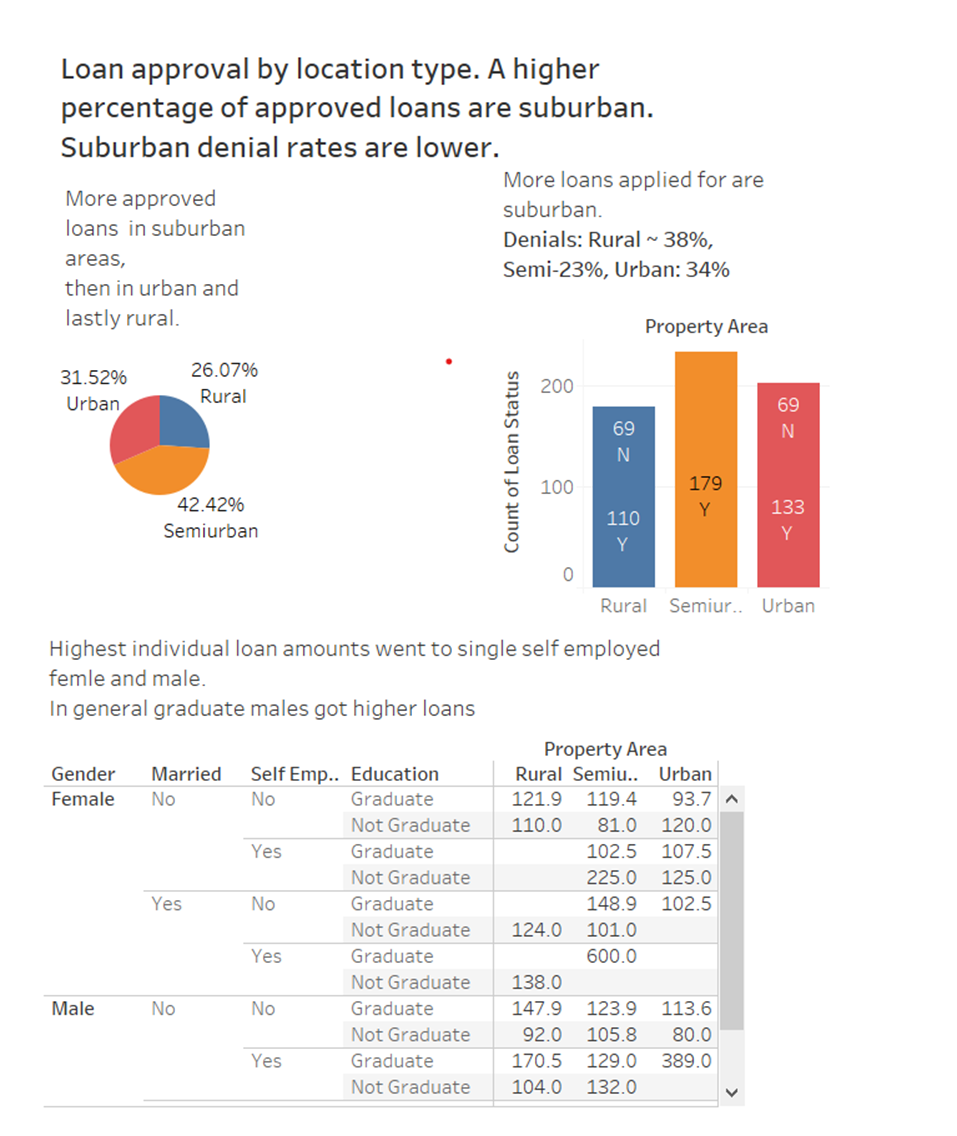 Loan approval by location type. A higher
percentage of approved loans are suburban.
Suburban denial rates are lower.
More approved
loans in suburban
areas,
then in urban and
lastly rural.
More loans applied for are
suburban.
Denials: Rural ~ 38%,
Semi-23%, Urban: 34%
31.52%
Urban
26.07%
Rural
42.42%
Semiurban
Property Area
Count of Loan Status
200
100
0
69
N
110
Y
179
Y
69
N
133
Y
Rural Semiur.. Urban
Highest individual loan amounts went to single self employed
femle and male.
In general graduate males got higher loans
Property Area
Gender Married Self Emp.. Education Rural Semiu.. Urban
Female No No Graduate 121.9 119.4 93.7
Not Graduate 110.0 81.0 120.0
Yes Graduate 102.5 107.5
Not Graduate 225.0 125.0
Yes No Graduate 148.9 102.5
Not Graduate 124.0 101.0
Yes Graduate 600.0
Not Graduate 138.0
Male No No Graduate 147.9 123.9 113.6
Not Graduate 92.0 105.8 80.0
Yes Graduate 170.5 129.0 389.0
Not Graduate 104.0 132.0